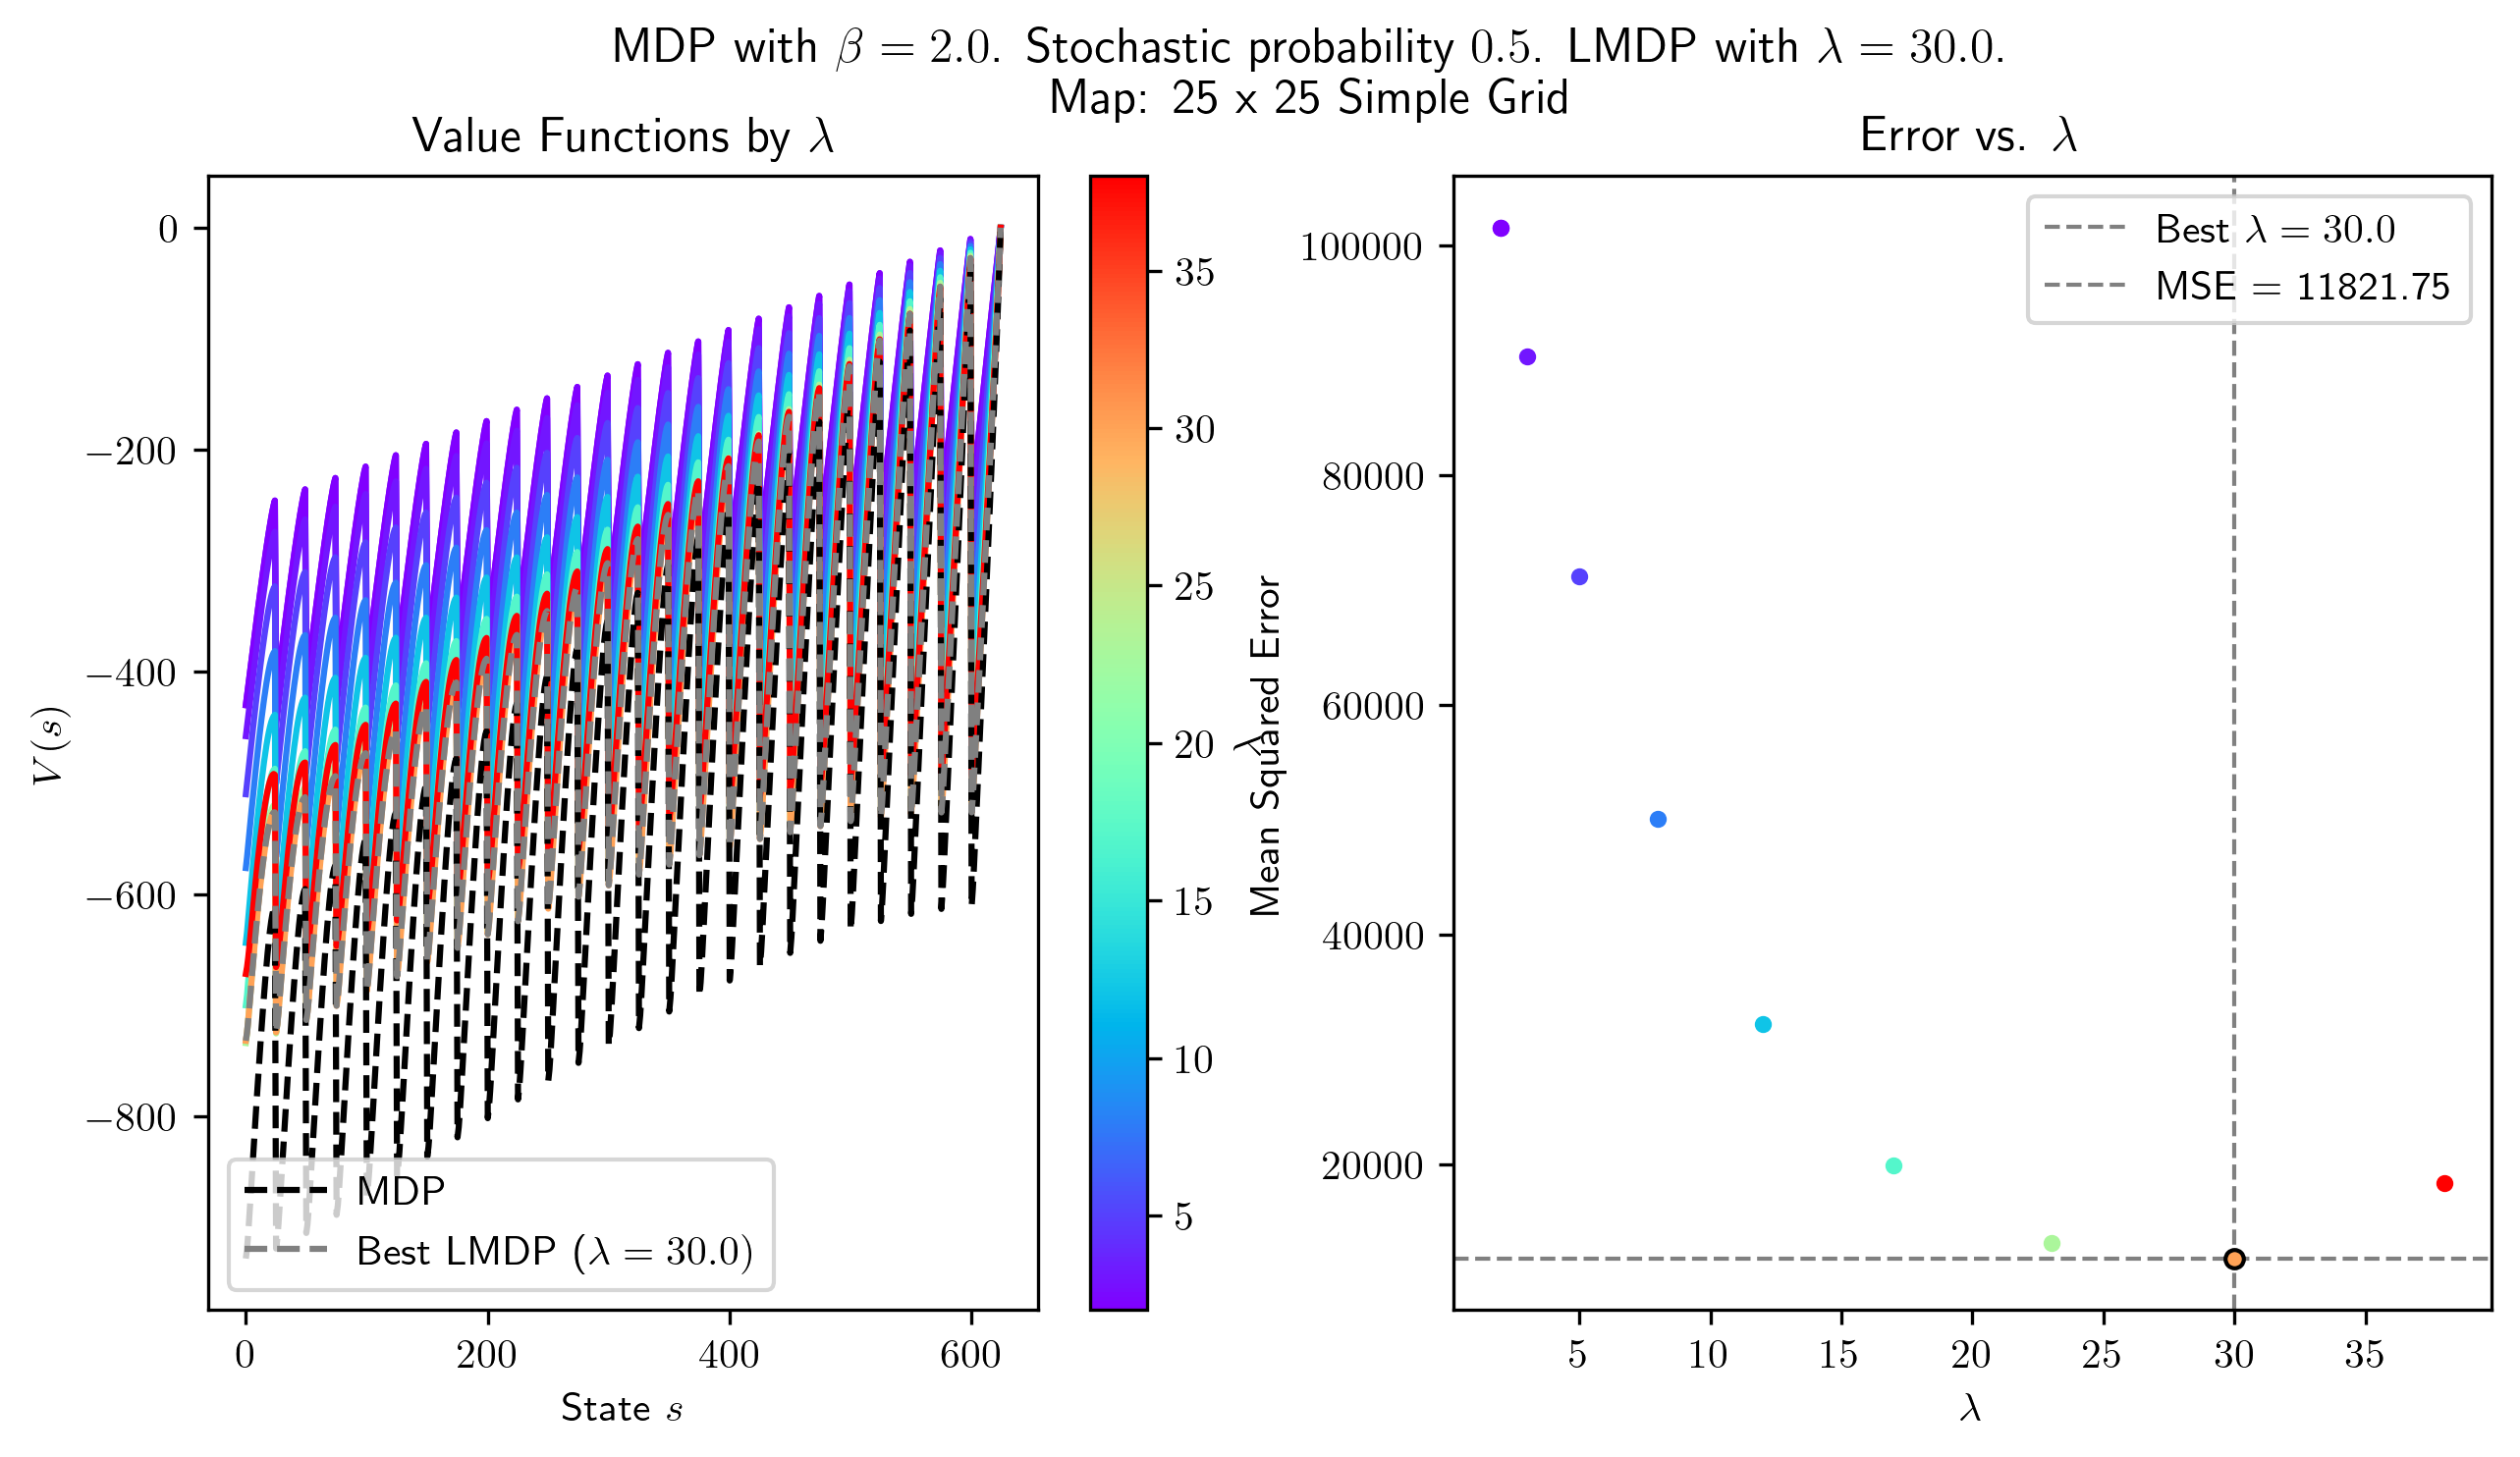 MDP with β = 2.0. Stochastic probability 0.5. LMDP with λ = 30.0.
Map: 25 x 25 Simple Grid
Value Functions by λ
0
−200
−400
−600
−800
V(s)
0
200
400
600
State s
MDP
Best LMDP (λ = 30.0)
35
30
25
20
15
10
5
λ
Error vs. λ
100000
80000
60000
40000
20000
Mean Squared Error
Best λ = 30.0
MSE = 11821.75
5
10
15
20
25
30
35
λ